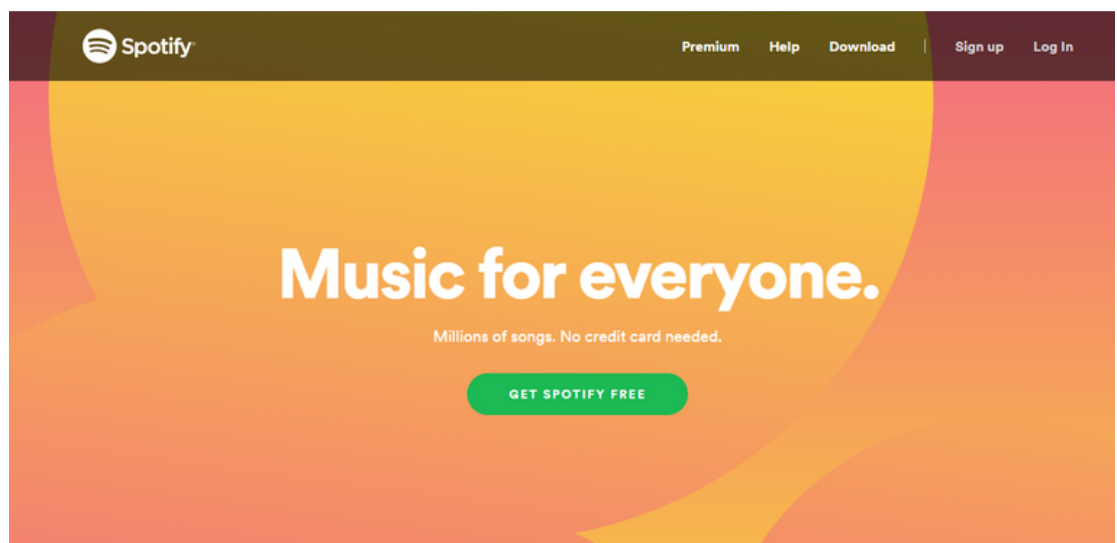 Spotify
Premium Help Download | Sign up Log In
Music for everyone.
Millions of songs. No credit card needed.
GET SPOTIFY FREE